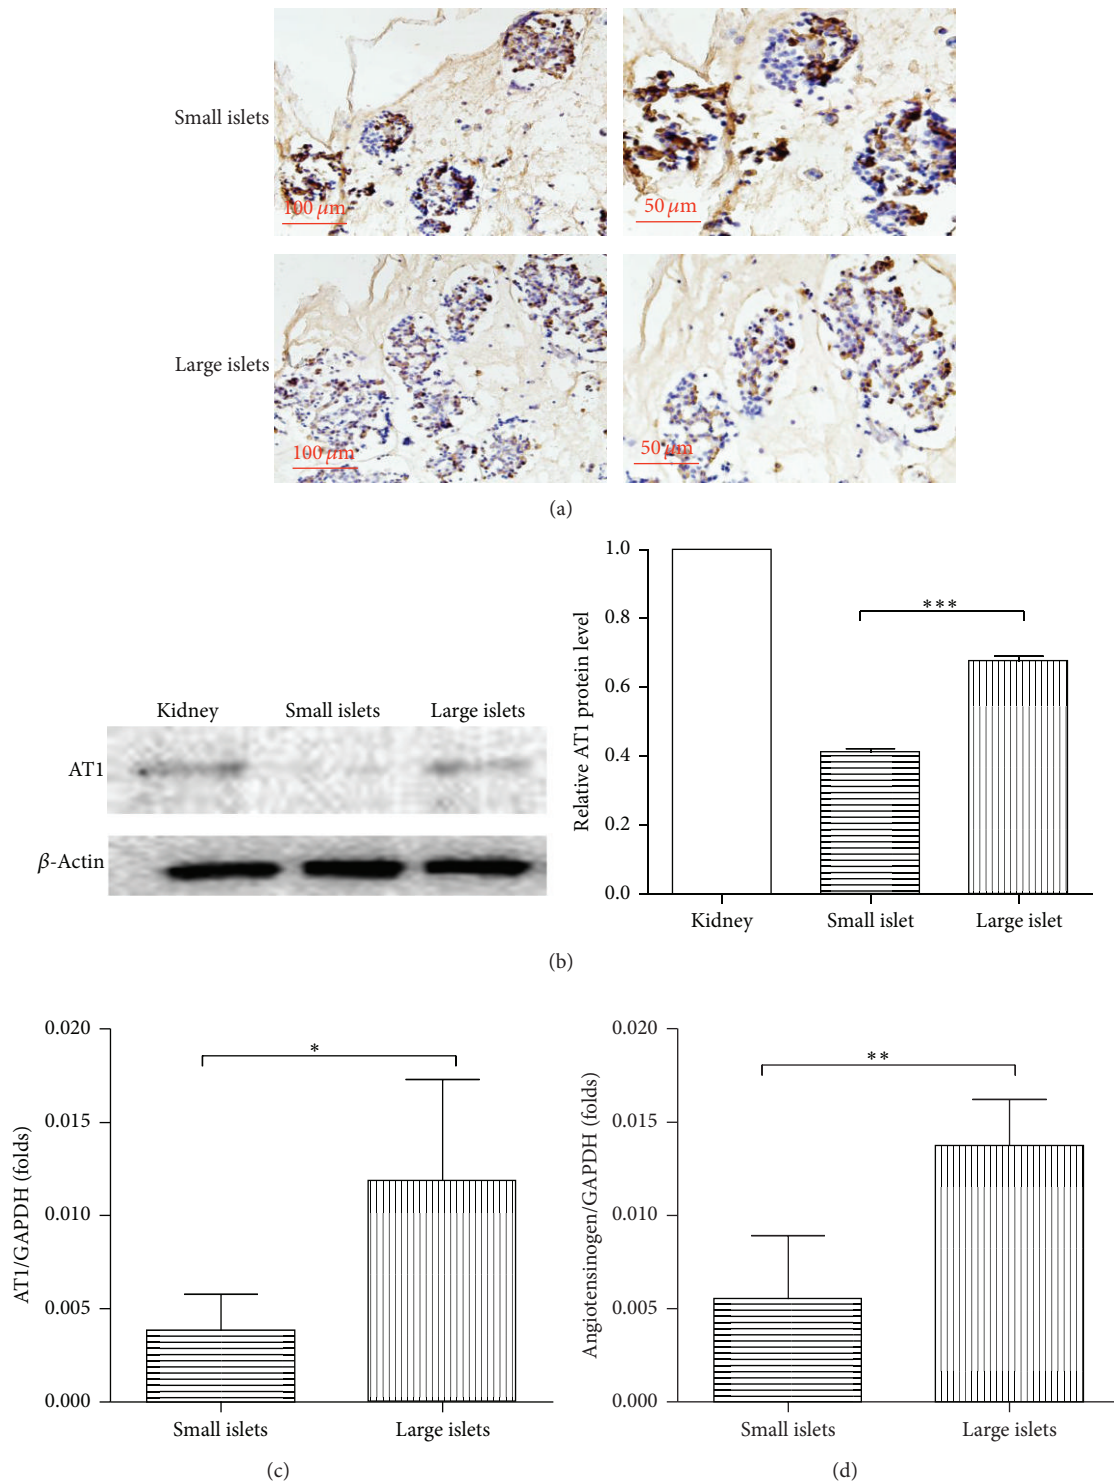 Small islets
100 μm
50 μm
Large islets
100 μm
50 μm
(a)
Kidney Small islets Large islets
AT1
β-Actin
Relative AT1 protein level
1.0
0.8
0.6
0.4
0.2
0.0
***
Kidney Small islet Large islet
(b)
AT1/GAPDH (folds)
0.020
0.015
0.010
0.005
0.000
*
Small islets Large islets
(c)
Angiotensinogen/GAPDH (folds)
0.020
0.015
0.010
0.005
0.000
**
Small islets Large islets
(d)